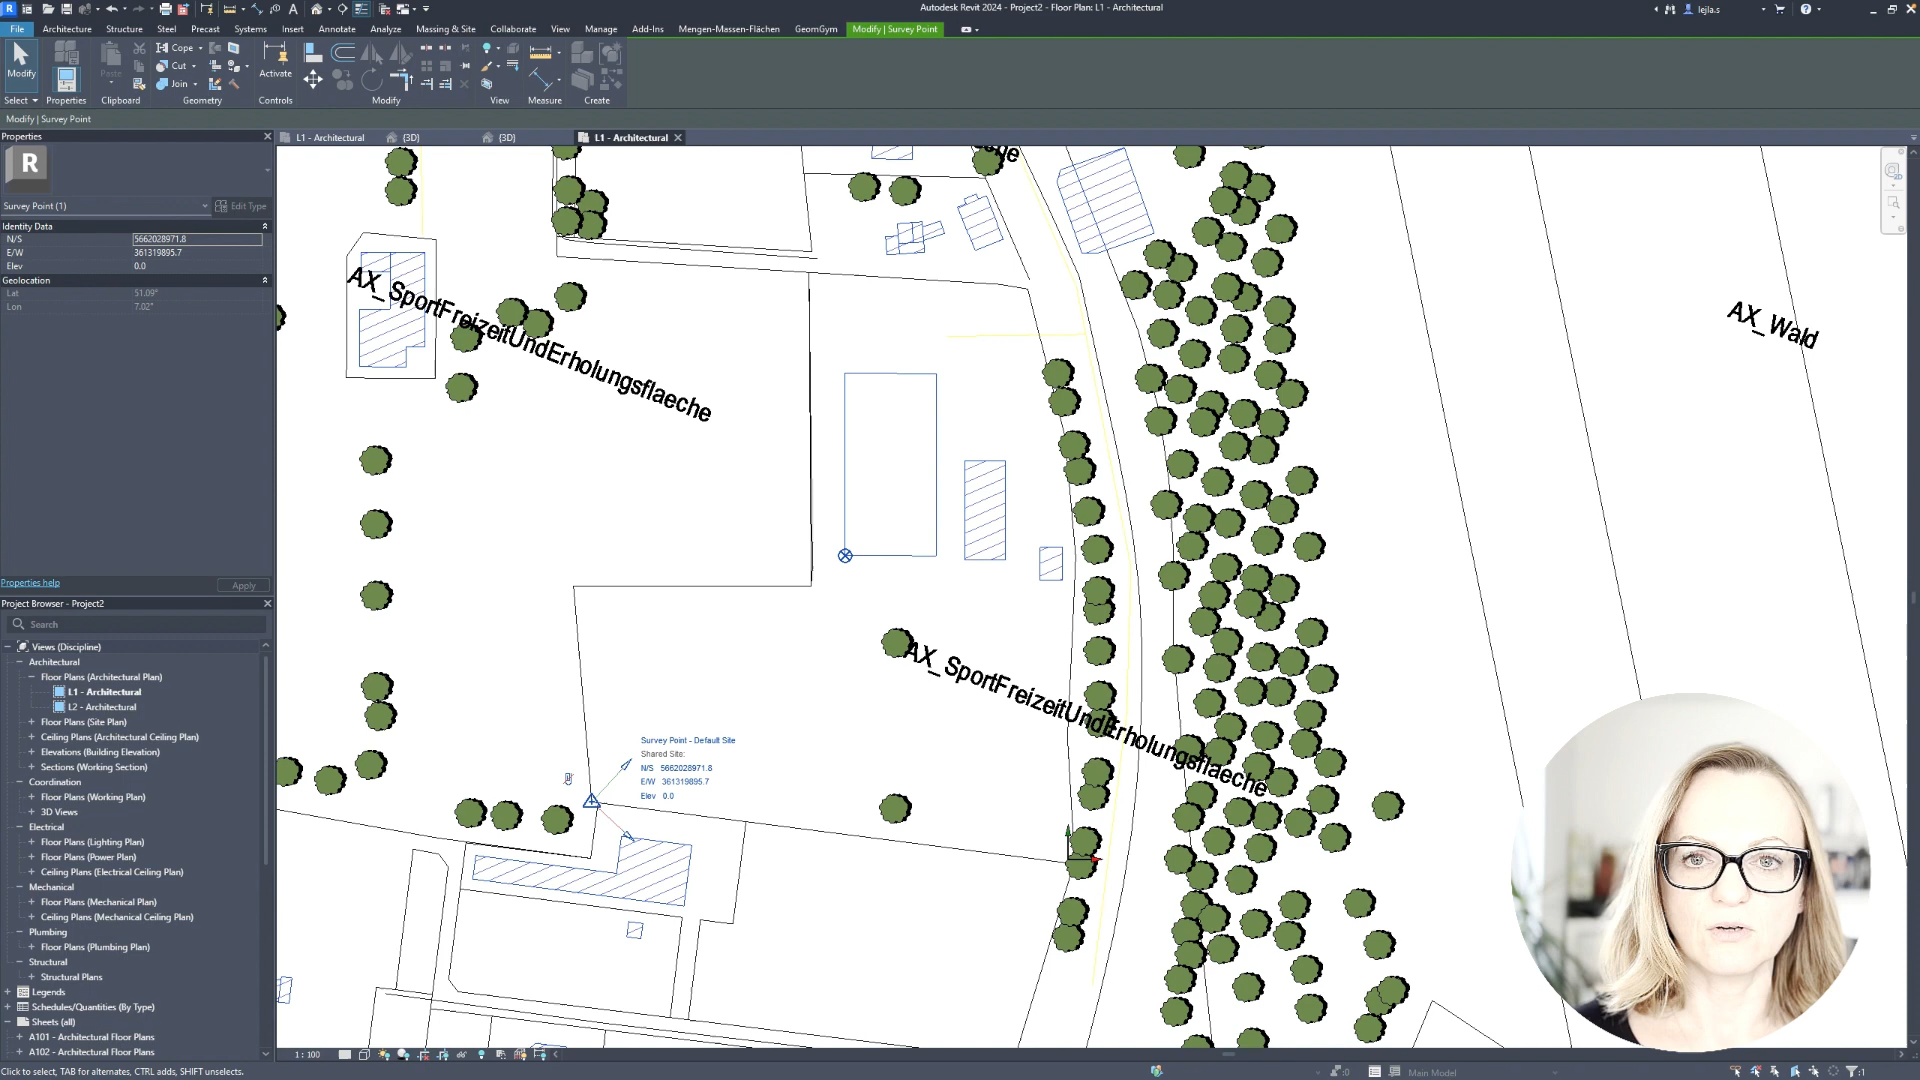 Autodesk Revit 2024 - Project2 - Floor Plan: L1 - Architectural
lejla.s
File Architecture Structure Steel Precast Systems Insert Annotate Analyze Massing & Site Collaborate View Manage Add-Ins Mengen-Massen-Flächen GeomGym Modify | Survey Point
Cope
Cut
Join
Modify Paste Activate
Select Properties Clipboard Geometry Controls Modify View Measure Create
Modify | Survey Point
Properties
L1 - Architectural {3D} {3D} L1 - Architectural
R
Survey Point (1) Edit Type
Identity Data
N/S 5662028971.8
E/W 361319895.7
Elev 0.0
Geolocation
Lat 51.09°
Lon 7.02°
Properties help Apply
Project Browser - Project2
Search
Views (Discipline)
Architectural
Floor Plans (Architectural Plan)
L1 - Architectural
L2 - Architectural
Floor Plans (Site Plan)
Ceiling Plans (Architectural Ceiling Plan)
Elevations (Building Elevation)
Sections (Working Section)
Coordination
Floor Plans (Working Plan)
3D Views
Electrical
Floor Plans (Lighting Plan)
Floor Plans (Power Plan)
Ceiling Plans (Electrical Ceiling Plan)
Mechanical
Floor Plans (Mechanical Plan)
Ceiling Plans (Mechanical Ceiling Plan)
Plumbing
Floor Plans (Plumbing Plan)
Structural
Structural Plans
Legends
Schedules/Quantities (By Type)
Sheets (all)
A101 - Architectural Floor Plans
A102 - Architectural Floor Plans
AX_SportFreizeitUndErholungsflaeche
AX_Wald
AX_SportFreizeitUndErholungsflaeche
Survey Point - Default Site
Shared Site:
N/S 5662028971.8
E/W 361319895.7
Elev 0.0
1 : 100
Click to select, TAB for alternates, CTRL adds, SHIFT unselects.
:0
Main Model
:1